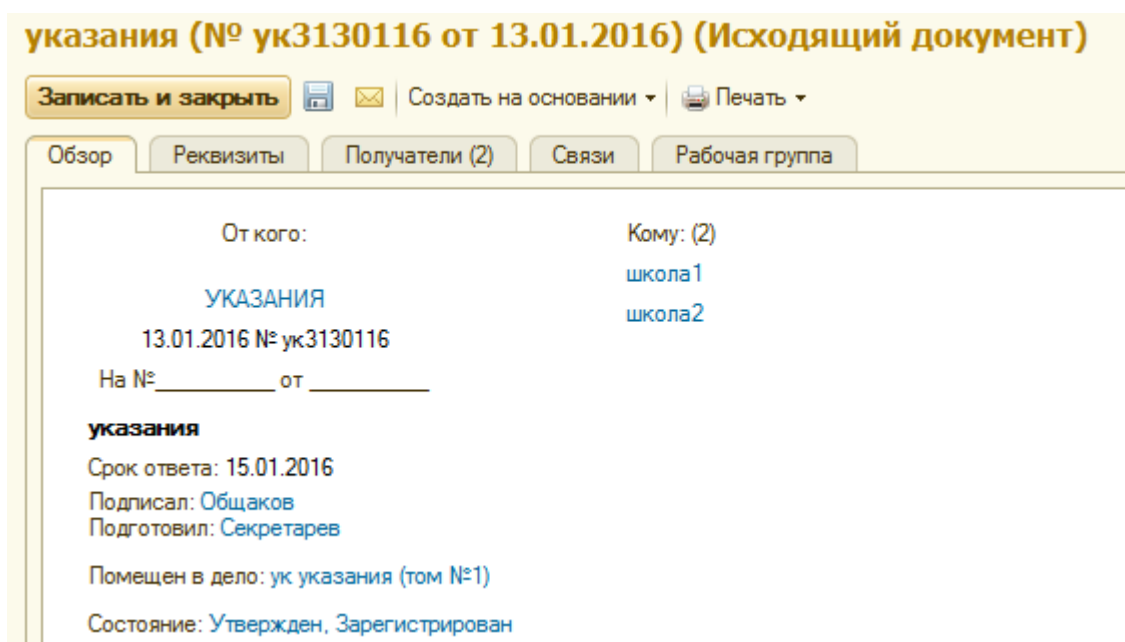 указания (№ ук3130116 от 13.01.2016) (Исходящий документ)
Записать и закрыть Создать на основании Печать
Обзор Реквизиты Получатели (2) Связи Рабочая группа
От кого: Кому: (2)
школа1
УКАЗАНИЯ
школа2
13.01.2016 № ук3130116
На №__________ от __________
указания
Срок ответа: 15.01.2016
Подписал: Общаков
Подготовил: Секретарев
Помещен в дело: ук указания (том №1)
Состояние: Утвержден, Зарегистрирован